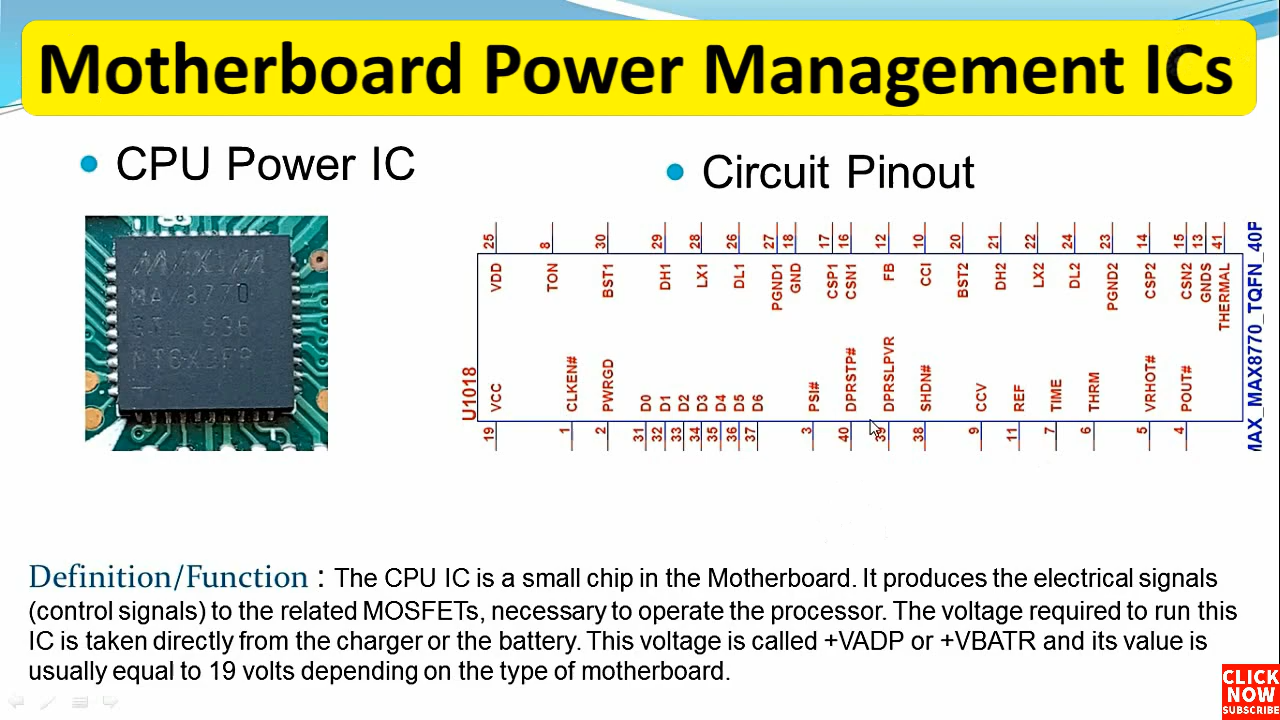 Motherboard Power Management ICs
CPU Power IC
Circuit Pinout
MAXIM
MAX8770
GTL 636
25 8 30 29 28 26 27 18 17 16 12 10 20 21 22 24 23 14 15 13 41
VDD TON BST1 DH1 LX1 DL1 PGND1 GND CSP1 CSN1 FB CCI BST2 DH2 LX2 DL2 PGND2 CSP2 CSN2 GNDS THERMAL
U1018
VCC CLKEN# PWRGD D0 D1 D2 D3 D4 D5 D6 PSI# DPRSTP# DPRSLPVR SHDN# CCV REF TIME THRM VRHOT# POUT#
19 1 2 31 32 33 34 35 36 37 3 40 39 38 9 11 7 6 5 4
MAX_MAX8770_TQFN_40P
Definition/Function : The CPU IC is a small chip in the Motherboard. It produces the electrical signals
(control signals) to the related MOSFETs, necessary to operate the processor. The voltage required to run this
IC is taken directly from the charger or the battery. This voltage is called +VADP or +VBATR and its value is
usually equal to 19 volts depending on the type of motherboard.
CLICK
NOW
SUBSCRIBE